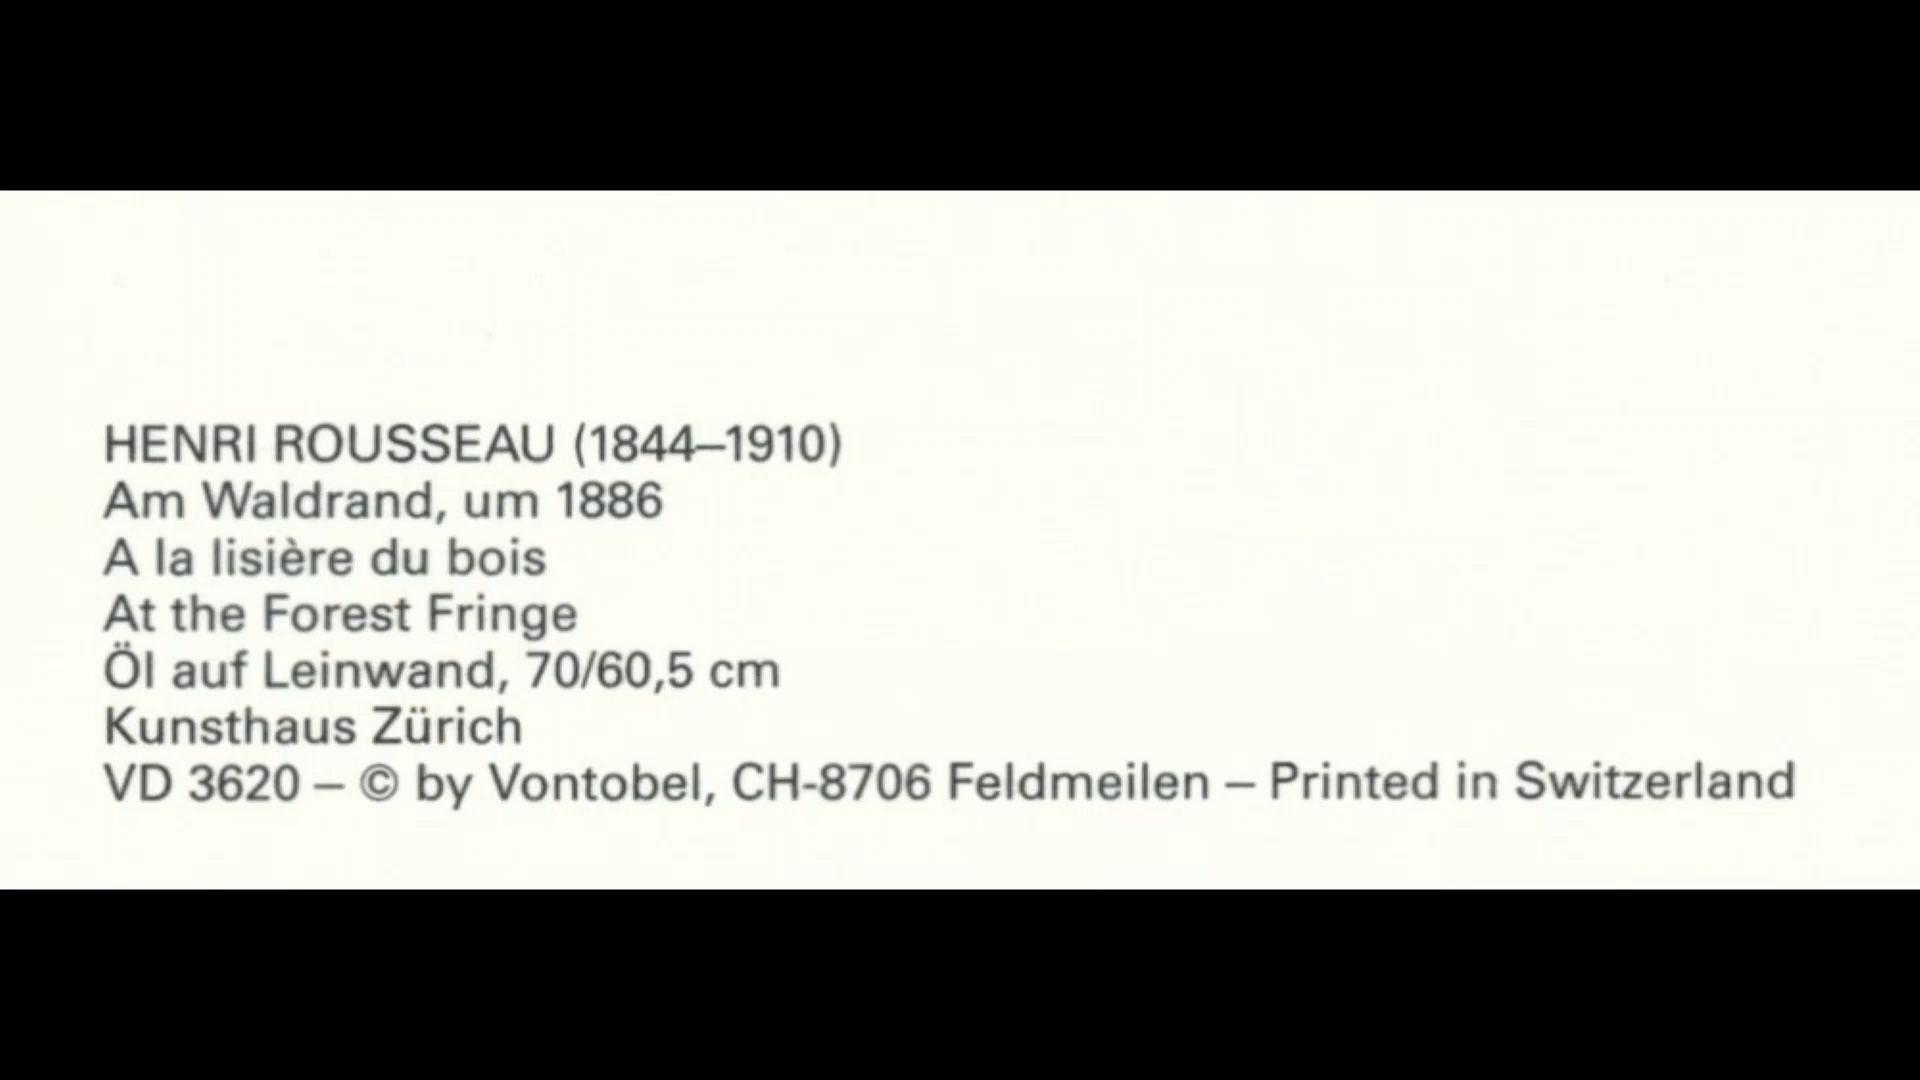 HENRI ROUSSEAU (1844–1910)
Am Waldrand, um 1886
A la lisière du bois
At the Forest Fringe
Öl auf Leinwand, 70/60,5 cm
Kunsthaus Zürich
VD 3620 – © by Vontobel, CH-8706 Feldmeilen – Printed in Switzerland